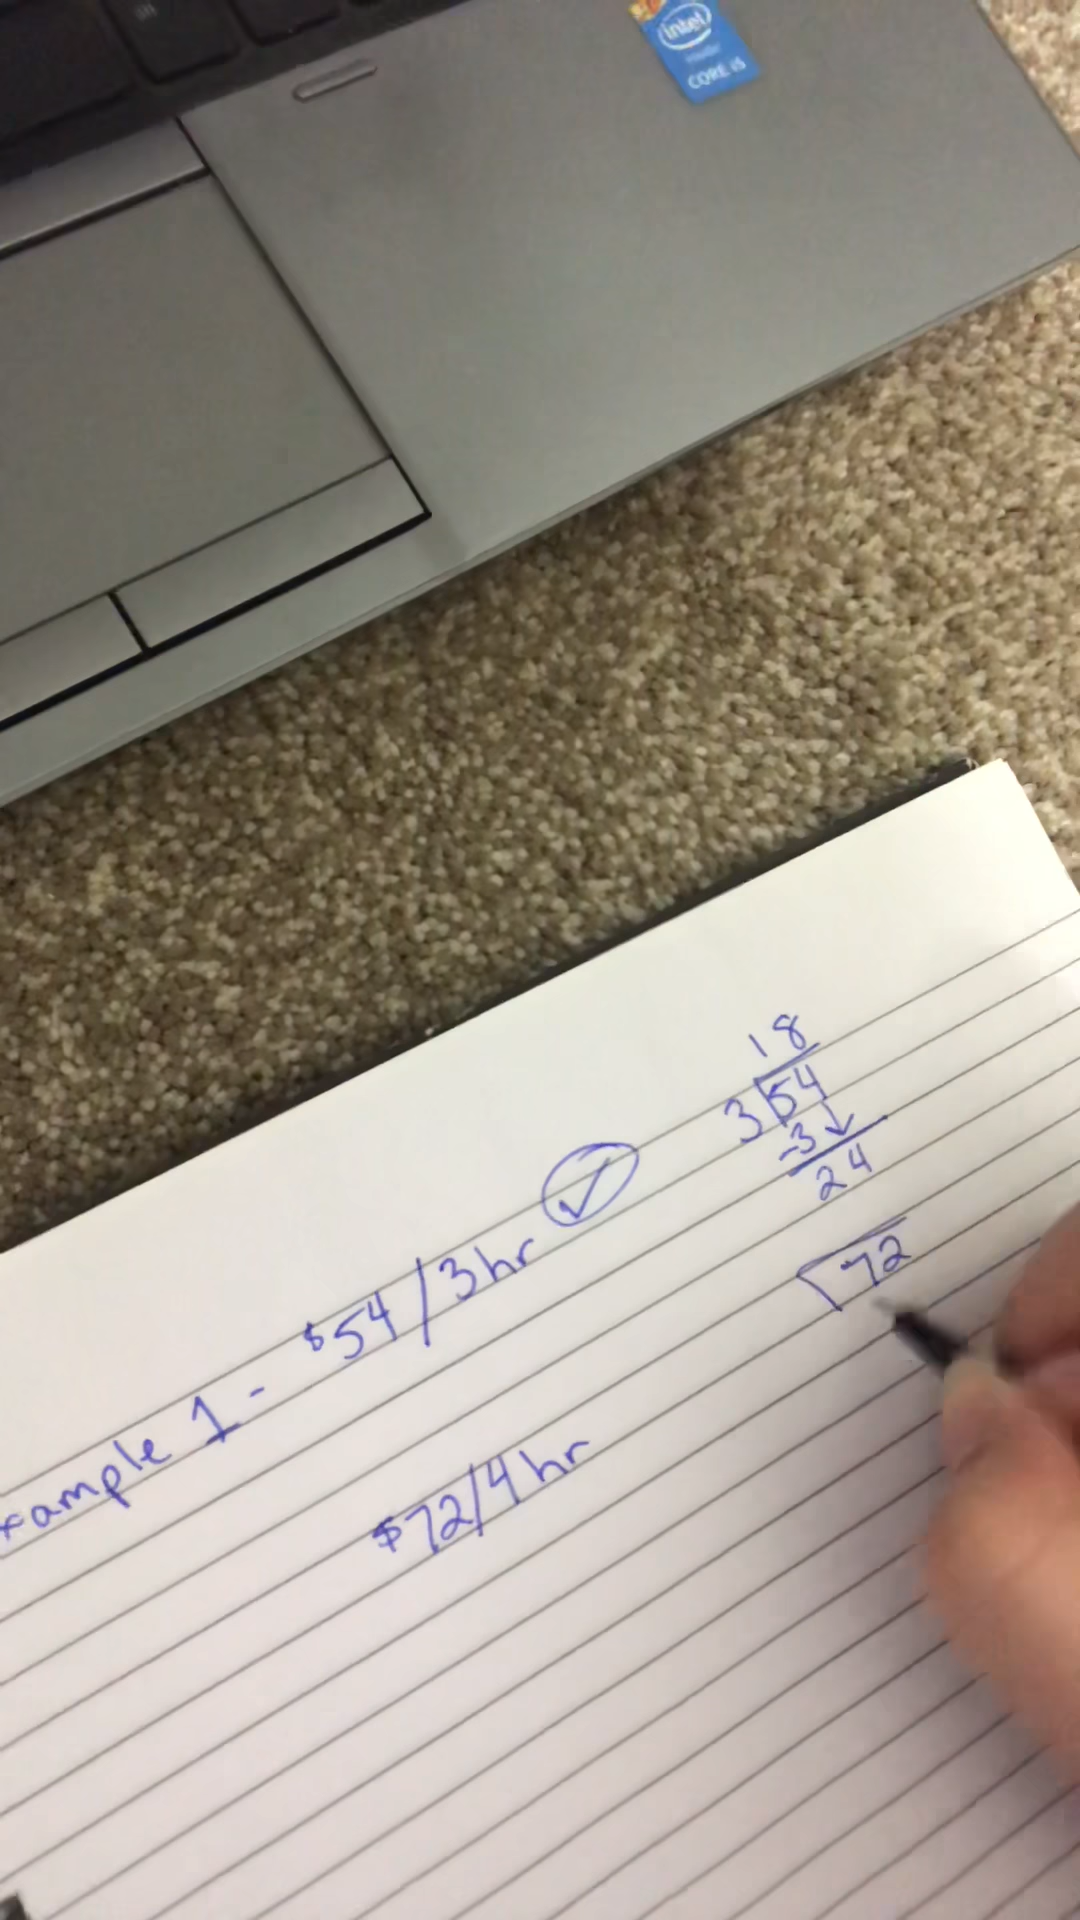 intel
CORE i5
18
3 54
-3
24
xample 1 - $54/3hr
72
$72/4hr